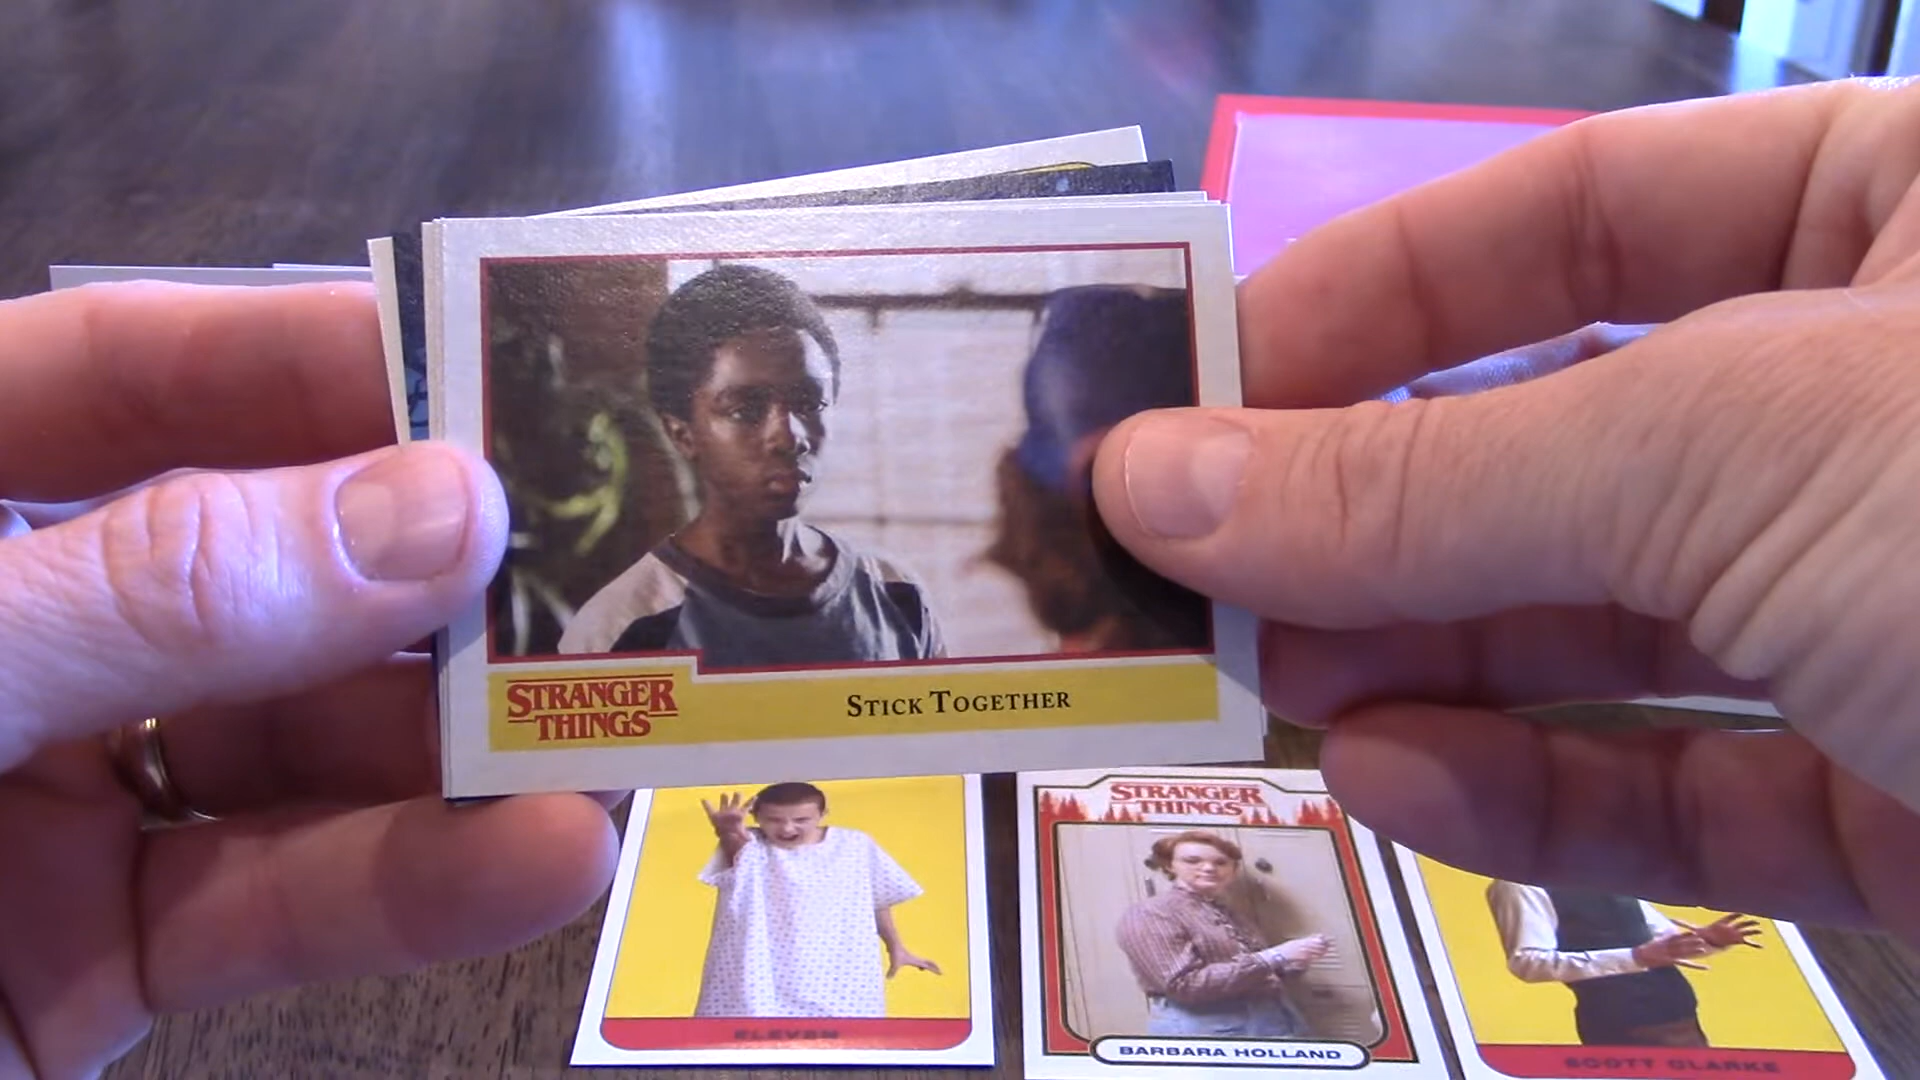 STRANGER
THINGS
STICK TOGETHER
ELEVEN
STRANGER
THINGS
BARBARA HOLLAND
SCOTT CLARKE